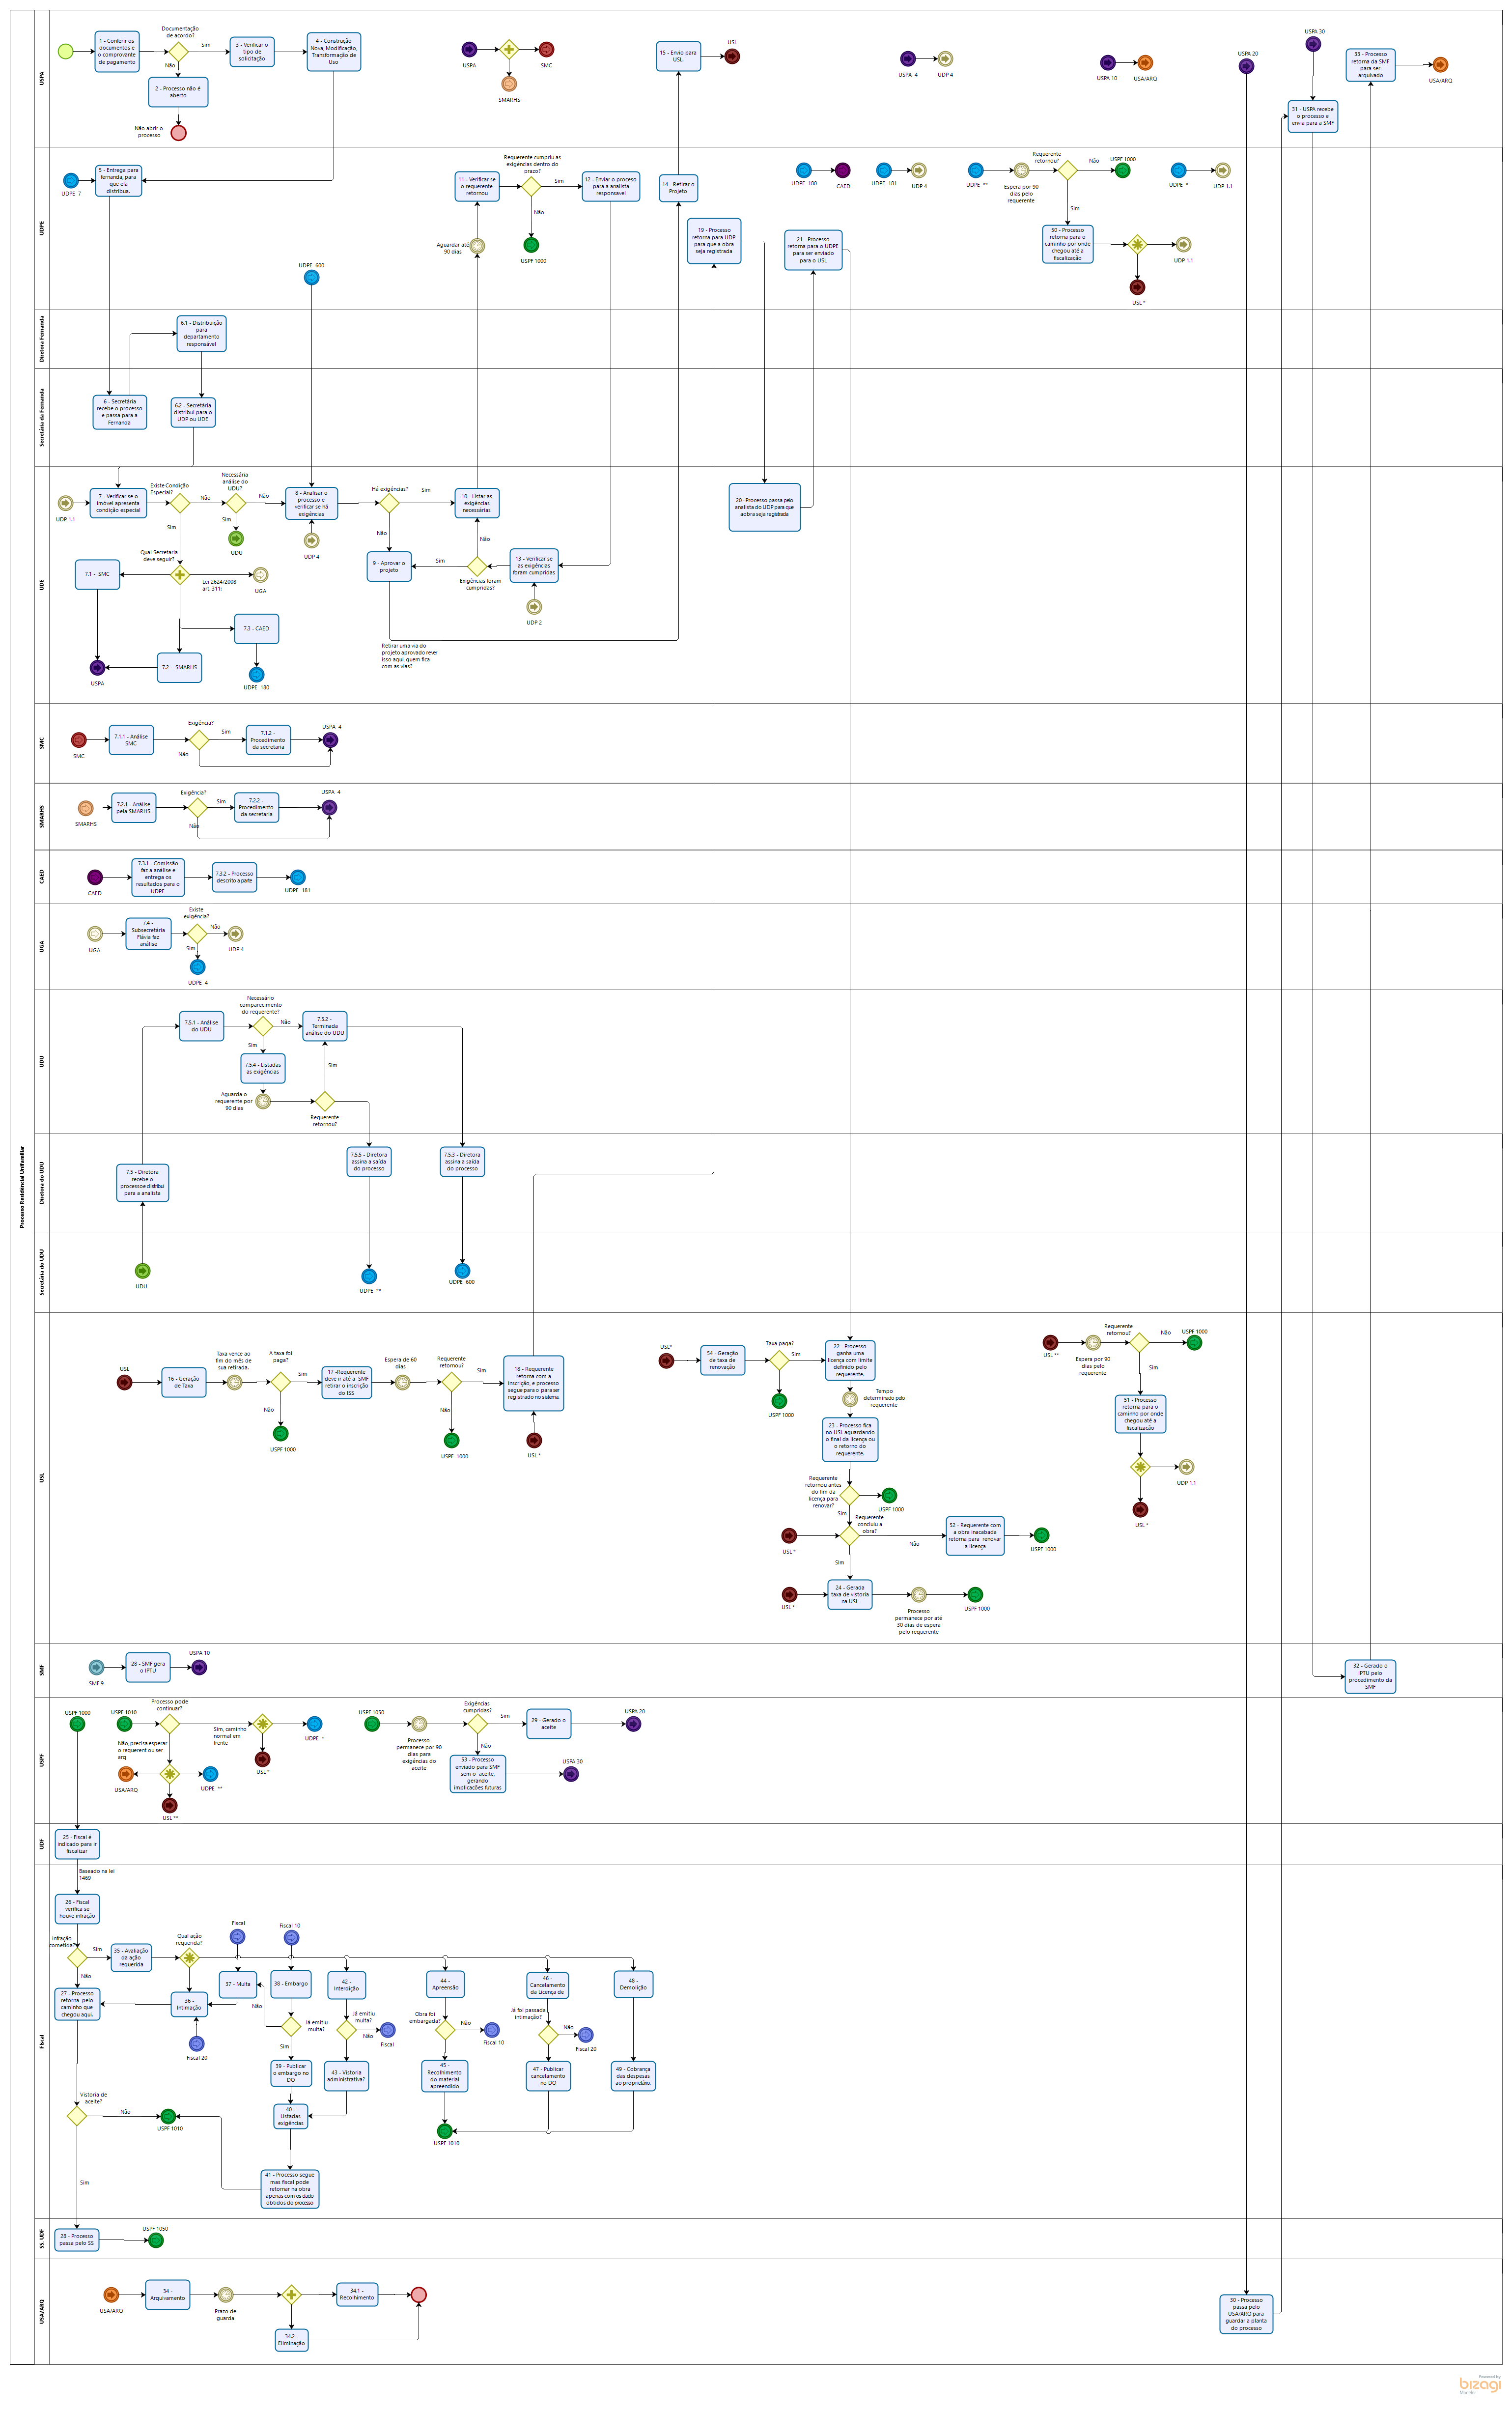 Processo Residêncial Unifamiliar
USPA
Documentação
de acordo?
1 - Conferir os
documentos e
o comprovante
de pagamento
Sim
Não
3 - Verificar o
tipo de
solicitação
4 - Construção
Nova, Modificação,
Transformação de
Uso
2 - Processo não é
aberto
Não abrir o
processo
USPA
SMC
SMARHS
15 - Envio para
USL.
USL
USPA 4
UDP 4
USPA 10
USA/ARQ
USPA 20
USPA 30
31 - USPA recebe
o processo e
envia para a SMF
33 - Processo
retorna da SMF
para ser
arquivado
USA/ARQ
UDPE
UDPE 7
5 - Entrega para
fernanda, para
que ela
distribua.
UDPE 600
11 - Verificar se
o requerente
retornou
Requerente cumpriu as
exigências dentro do
prazo?
Sim
Não
12 - Enviar o proceso
para a analista
responsavel
Aguardar até
90 dias
USPF 1000
14 - Retirar o
Projeto
19 - Processo
retorna para UDP
para que a obra
seja registrada
UDPE 180
CAED
UDPE 181
UDP 4
21 - Processo
retorna para o UDPE
para ser enviado
para o USL
UDPE **
Espera por 90
dias pelo
requerente
Requerente
retornou?
Não
USPF 1000
Sim
50 - Processo
retorna para o
caminho por onde
chegou até a
fiscalização
UDP 1.1
USL *
UDPE *
UDP 1.1
Diretora Fernanda
6.1 - Distribuição
para
departamento
responsável
Secretária da Fernanda
6 - Secretária
recebe o processo
e passa para a
Fernanda
6.2 - Secretária
distribui para o
UDP ou UDE
UDE
UDP 1.1
7 - Verificar se o
imóvel apresenta
condição especial
Existe Condição
Especial?
Não
Sim
Necessária
análise do
UDU?
Não
Sim
UDU
8 - Analisar o
processo e
verificar se há
exigências
UDP 4
Há exigências?
Sim
Não
10 - Listar as
exigências
necessárias
Não
9 - Aprovar o
projeto
Sim
Exigências foram
cumpridas?
13 - Verificar se
as exigências
foram cumpridas
UDP 2
Qual Secretaria
deve seguir?
7.1 - SMC
Lei 2624/2008
art. 311:
UGA
7.3 - CAED
USPA
7.2 - SMARHS
UDPE 180
Retirar uma via do
projeto aprovado rever
isso aqui, quem fica
com as vias?
20 - Processo passa pelo
analista do UDP para que
aobra seja registrada
SMC
SMC
7.1.1 - Análise
SMC
Exigência?
Sim
Não
7.1.2 -
Procedimento
da secretaria
USPA 4
SMARHS
SMARHS
7.2.1 - Análise
pela SMARHS
Exigência?
Sim
Não
7.2.2 -
Procedimento
da secretaria
USPA 4
CAED
CAED
7.3.1 - Comissão
faz a análise e
entrega os
resultados para o
UDPE
7.3.2 - Processo
descrito a parte
UDPE 181
UGA
UGA
7.4 -
Subsecretária
Flávia faz
análise
Existe
exigência?
Não
Sim
UDP 4
UDPE 4
UDU
7.5.1 - Análise
do UDU
Necessário
comparecimento
do requerente?
Não
Sim
7.5.2 -
Terminada
análise do UDU
7.5.4 - Listadas
as exigências
Aguarda o
requerente por
90 dias
Sim
Requerente
retornou?
Diretora do UDU
7.5 - Diretora
recebe o
processoe distribui
para a analista
7.5.5 - Diretora
assina a saída
do processo
7.5.3 - Diretora
assina a saída
do processo
Secretária do UDU
UDU
UDPE **
UDPE 600
USL
USL
16 - Geração
de Taxa
Taxa vence ao
fim do mês de
sua retirada.
A taxa foi
paga?
Sim
Não
USPF 1000
17 -Requerente
deve ir até a SMF
retirar o inscrição
do ISS
Espera de 60
dias
Requerente
retornou?
Sim
Não
USPF 1000
18 - Requerente
retorna com a
inscrição, e processo
segue para o para ser
registrado no sistema.
USL *
USL*
54 - Geração
de taxa de
renovação
Taxa paga?
Sim
USPF 1000
22 - Processo
ganha uma
licença com limite
definido pelo
requerente.
Tempo
determinado pelo
requerente
23 - Processo fica
no USL aguardando
o final da licença ou
o retorno do
requerente.
Requerente
retornou antes
do fim da
licença para
renovar?
USPF 1000
Sim
Requerente
concluiu a
obra?
USL *
Não
52 - Requerente com
a obra inacabada
retorna para renovar
a licença
USPF 1000
Sim
USL *
24 - Gerada
taxa de vistoria
na USL
Processo
permanece por até
30 dias de espera
pelo requerente
USPF 1000
USL **
Espera por 90
dias pelo
requerente
Requerente
retornou?
Não
USPF 1000
Sim
51 - Processo
retorna para o
caminho por onde
chegou até a
fiscalização
UDP 1.1
USL *
SMF
SMF 9
28 - SMF gera
o IPTU
USPA 10
32 - Gerado o
IPTU pelo
procedimento da
SMF
USPF
USPF 1000
USPF 1010
Processo pode
continuar?
Não, precisa esperar
o requerent ou ser
arq
Sim, caminho
normal em
frente
UDPE *
USL *
USA/ARQ
UDPE **
USL **
USPF 1050
Processo
permanece por 90
dias para
exigências do
aceite
Exigências
cumpridas?
Sim
Não
29 - Gerado o
aceite
USPA 20
53 - Processo
enviado para SMF
sem o aceite,
gerando
implicações futuras
USPA 30
UDF
25 - Fiscal é
indicado para ir
fiscalizar
Fiscal
Baseado na lei
1469
26 - Fiscal
verifica se
houve infração
infração
cometida?
Sim
Não
35 - Avaliação
da ação
requerida
Qual ação
requerida?
Fiscal
Fiscal 10
27 - Processo
retorna pelo
caminho que
chegou aqui.
36 -
Intimação
Fiscal 20
37 - Multa
38 - Embargo
Não
Já emitiu
multa?
Sim
39 - Publicar
o embargo no
DO
40 -
Listadas
exigências
41 - Processo segue
mas fiscal pode
retornar na obra
apenas com os dado
obtidos do processo
42 -
Interdição
Já emitiu
multa?
Não
Fiscal
43 - Vistoria
administrativa?
44 -
Apreensão
Obra foi
embargada?
Não
Fiscal 10
45 -
Recolhimento
do material
apreendido
USPF 1010
46 -
Cancelamento
da Licença de
Já foi passada
intimação?
Não
Fiscal 20
47 - Publicar
cancelamento
no DO
48 -
Demolição
49 - Cobrança
das despesas
ao proprietário.
Vistoria de
aceite?
Não
USPF 1010
Sim
SS. UDF
28 - Processo
passa pelo SS
USPF 1050
USA/ARQ
USA/ARQ
34 -
Arquivamento
Prazo de
guarda
34.1 -
Recolhimento
34.2 -
Eliminação
30 - Processo
passa pelo
USA/ARQ para
guardar a planta
do processo
Powered by
bizagi
Modeler